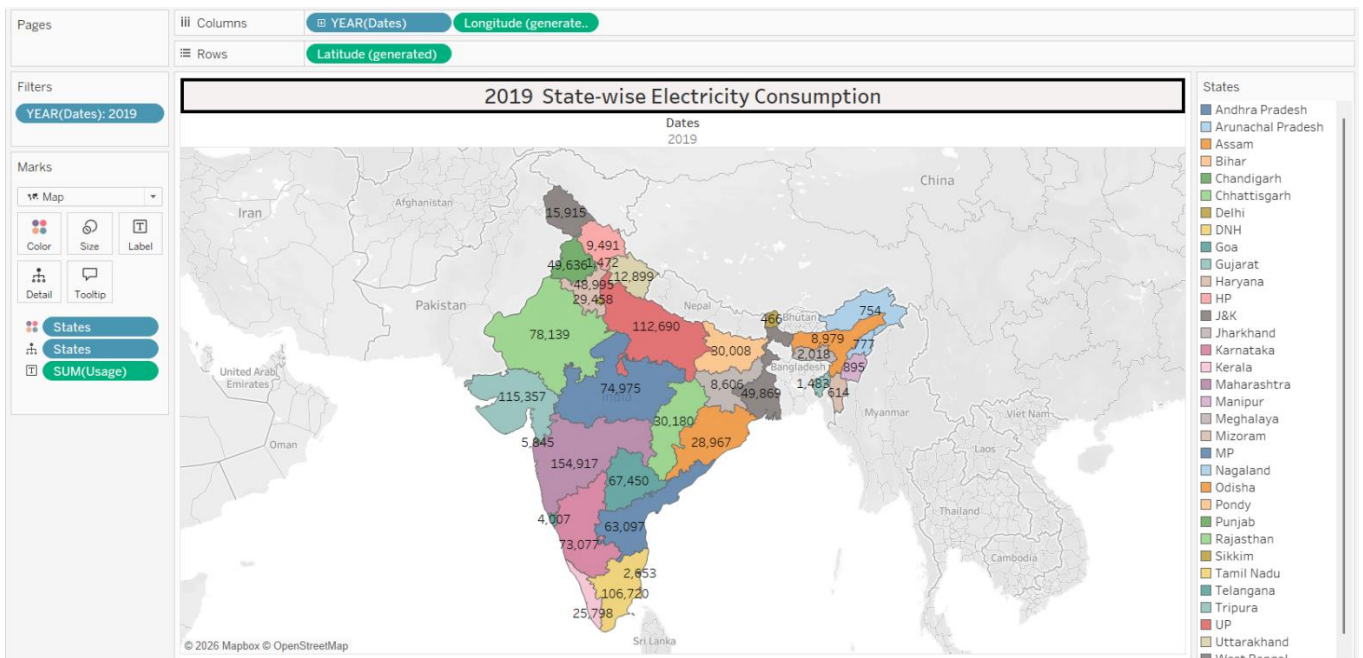 Pages
iii Columns
YEAR(Dates)
Longitude (generate..
Rows
Latitude (generated)
Filters
YEAR(Dates): 2019
Marks
Map
Color
Size
Label
Detail
Tooltip
States
States
SUM(Usage)
2019 State-wise Electricity Consumption
Dates
2019
Iran
Afghanistan
China
Pakistan
Nepal
Bhutan
United Arab
Emirates
Oman
India
Bangladesh
Myanmar
Viet Nam
Laos
Thailand
Cambodia
Sri Lanka
15,915
9,491
49,636
1,472
12,899
48,995
29,458
78,139
112,690
466
754
8,979
777
30,008
2,018
895
115,357
74,975
8,606
49,869
1,483
614
30,180
5,845
28,967
154,917
67,450
4,007
63,097
73,077
2,653
106,720
25,798
© 2026 Mapbox © OpenStreetMap
States
Andhra Pradesh
Arunachal Pradesh
Assam
Bihar
Chandigarh
Chhattisgarh
Delhi
DNH
Goa
Gujarat
Haryana
HP
J&K
Jharkhand
Karnataka
Kerala
Maharashtra
Manipur
Meghalaya
Mizoram
MP
Nagaland
Odisha
Pondy
Punjab
Rajasthan
Sikkim
Tamil Nadu
Telangana
Tripura
UP
Uttarakhand
West Bengal